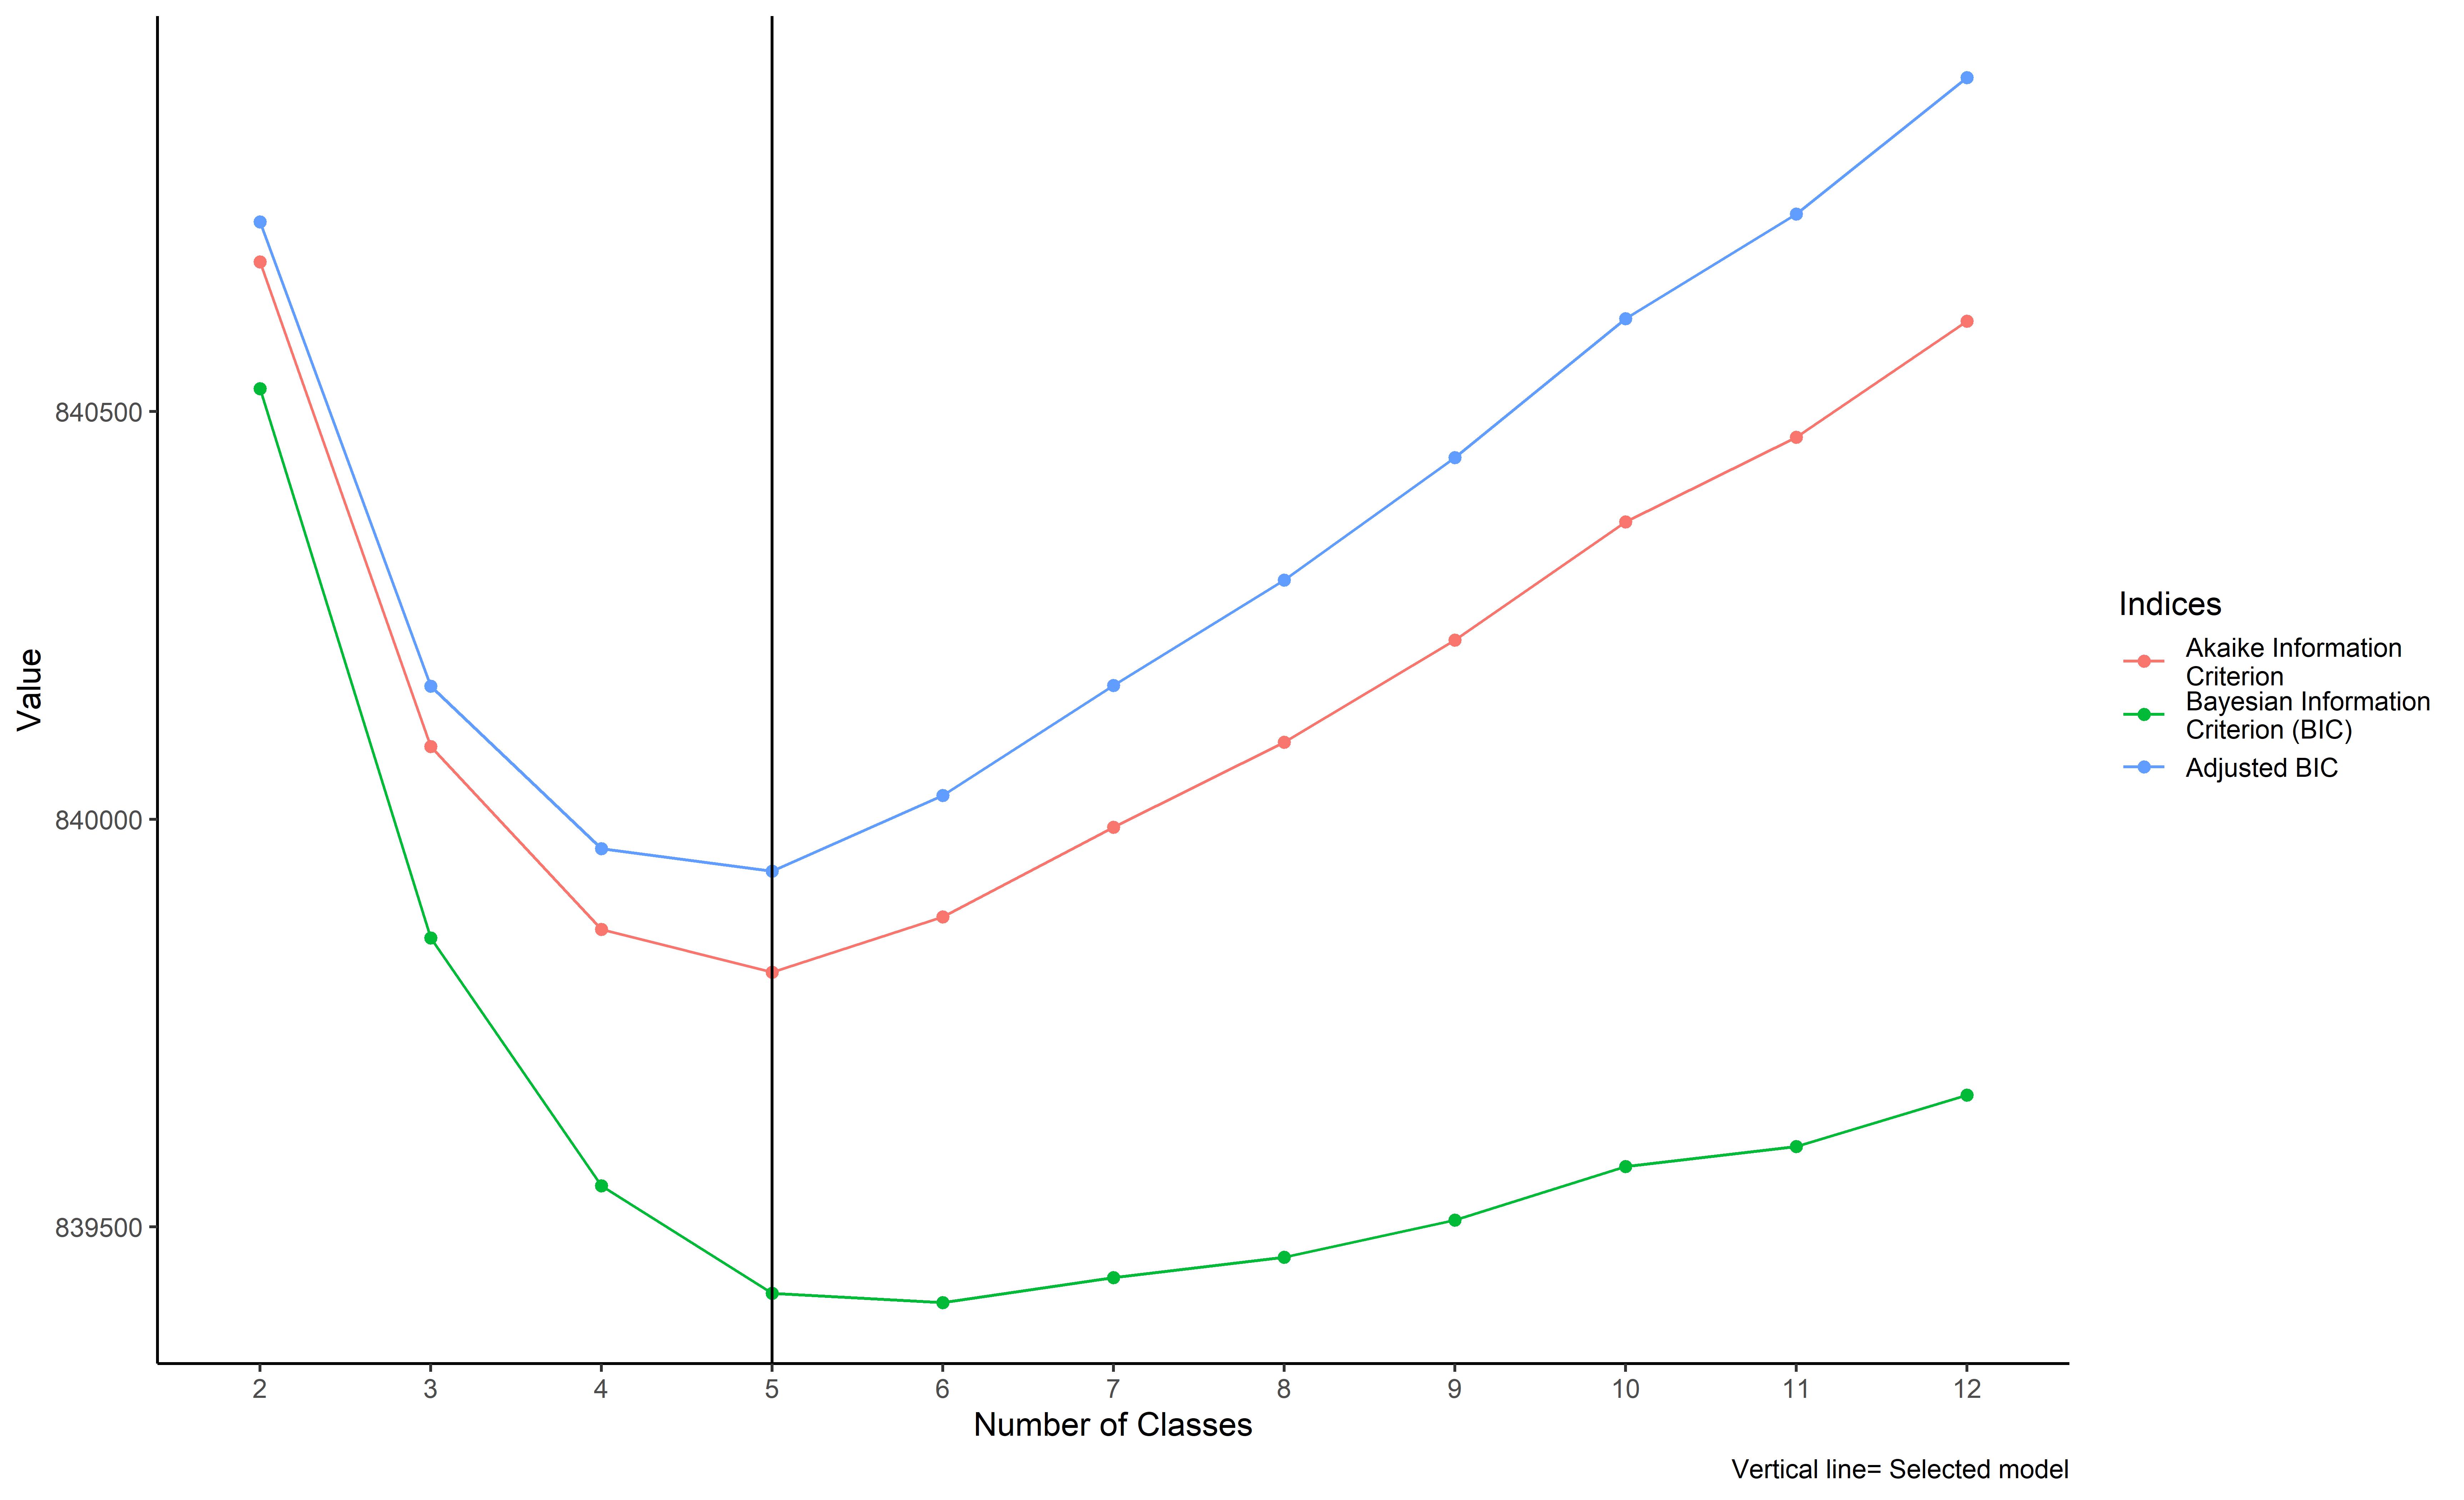 840500
840000
839500
Value
2 3 4 5 6 7 8 9 10 11 12
Number of Classes
Indices
Akaike Information
Criterion
Bayesian Information
Criterion (BIC)
Adjusted BIC
Vertical line= Selected model